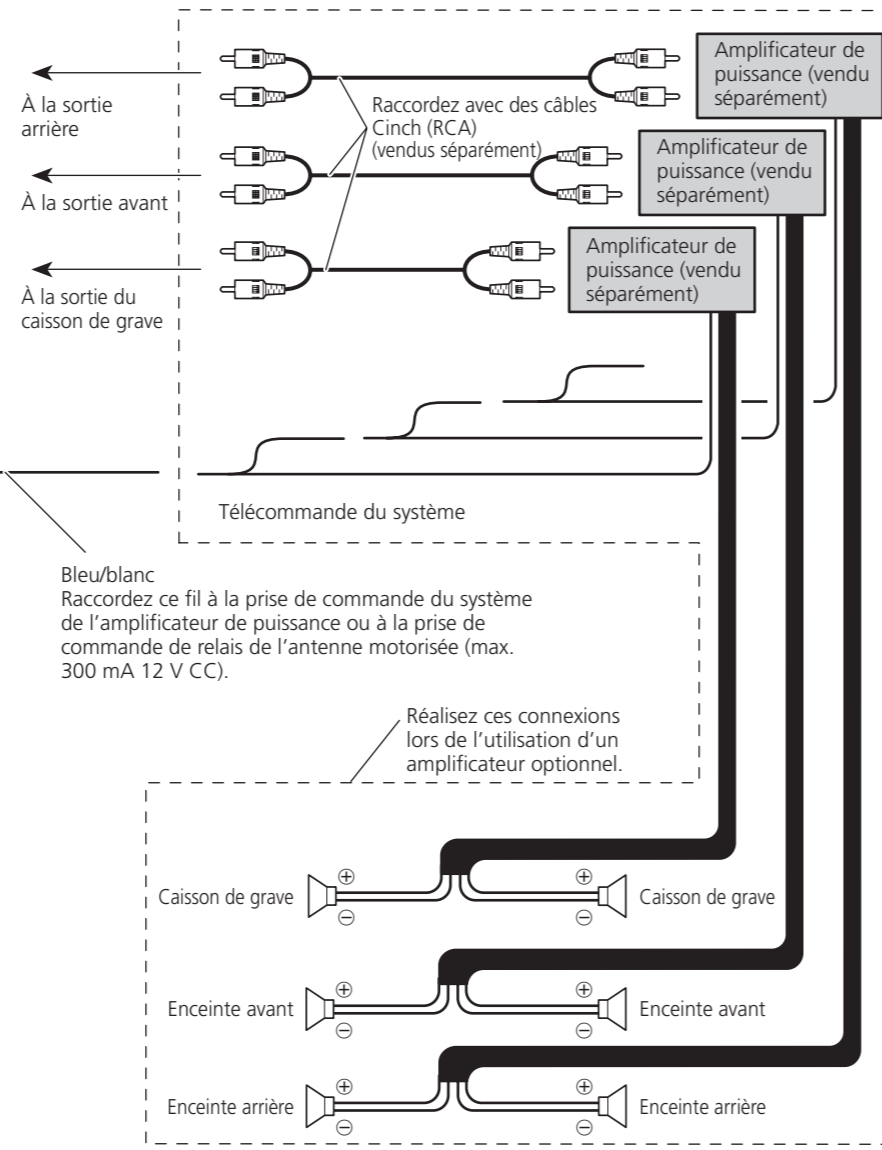 Amplificateur de
puissance (vendu
séparément)
À la sortie
arrière
Raccordez avec des câbles
Cinch (RCA)
(vendus séparément)
Amplificateur de
puissance (vendu
séparément)
À la sortie avant
Amplificateur de
puissance (vendu
séparément)
À la sortie du
caisson de grave
Télécommande du système
Bleu/blanc
Raccordez ce fil à la prise de commande du système
de l’amplificateur de puissance ou à la prise de
commande de relais de l’antenne motorisée (max.
300 mA 12 V CC).
Réalisez ces connexions
lors de l’utilisation d’un
amplificateur optionnel.
⊕ ⊕
Caisson de grave Caisson de grave
⊖ ⊖
⊕ ⊕
Enceinte avant Enceinte avant
⊖ ⊖
⊕ ⊕
Enceinte arrière Enceinte arrière
⊖ ⊖